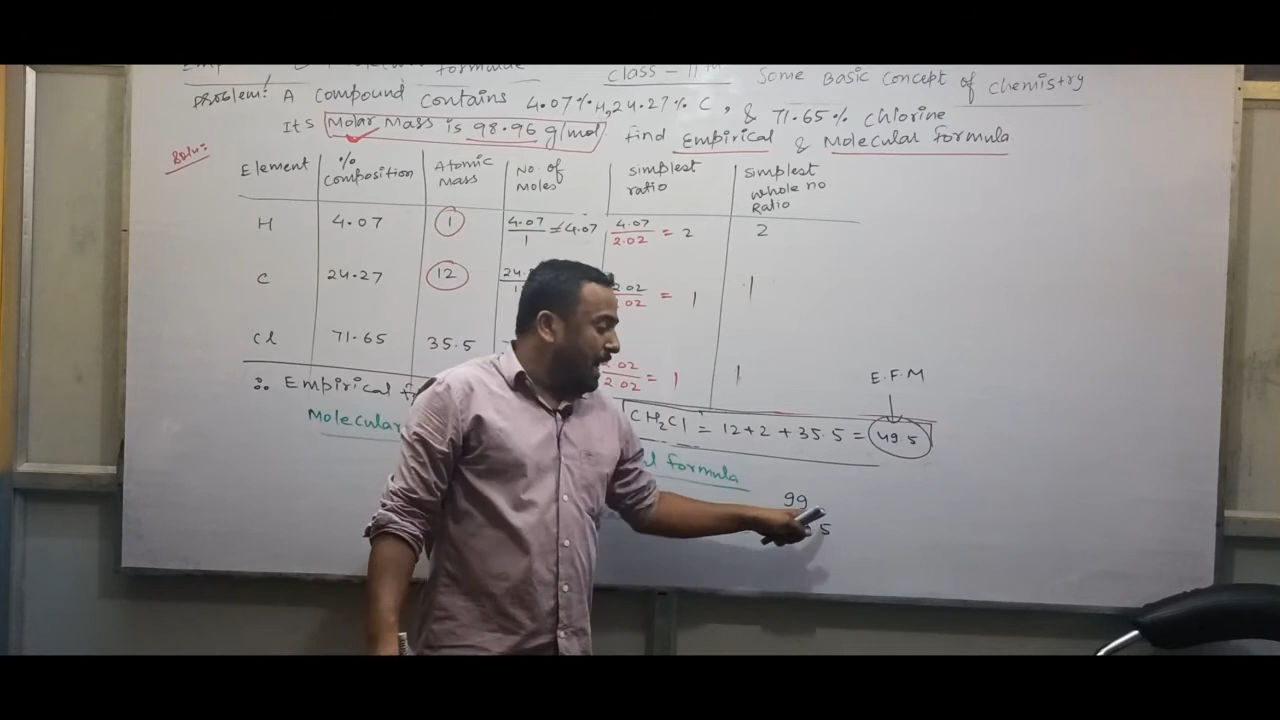 formulae class - 11th Some Basic concept of chemistry
Problem: A compound contains 4.07% H, 24.27% C, & 71.65% chlorine
Its Molar Mass is 98.96 g/mol. find Empirical & Molecular formula
Soln:
Element % composition Atomic Mass No. of Moles simplest ratio simplest whole no Ratio
H 4.07 1 4.07/1 = 4.07 4.07/2.02 = 2 2
C 24.27 12 2.02 = 1 1
Cl 71.65 35.5 2.02/2.02 = 1 1
E.F.M
∴ Empirical CH₂Cl = 12+2+35.5 = 49.5
Molecular formula
99
5